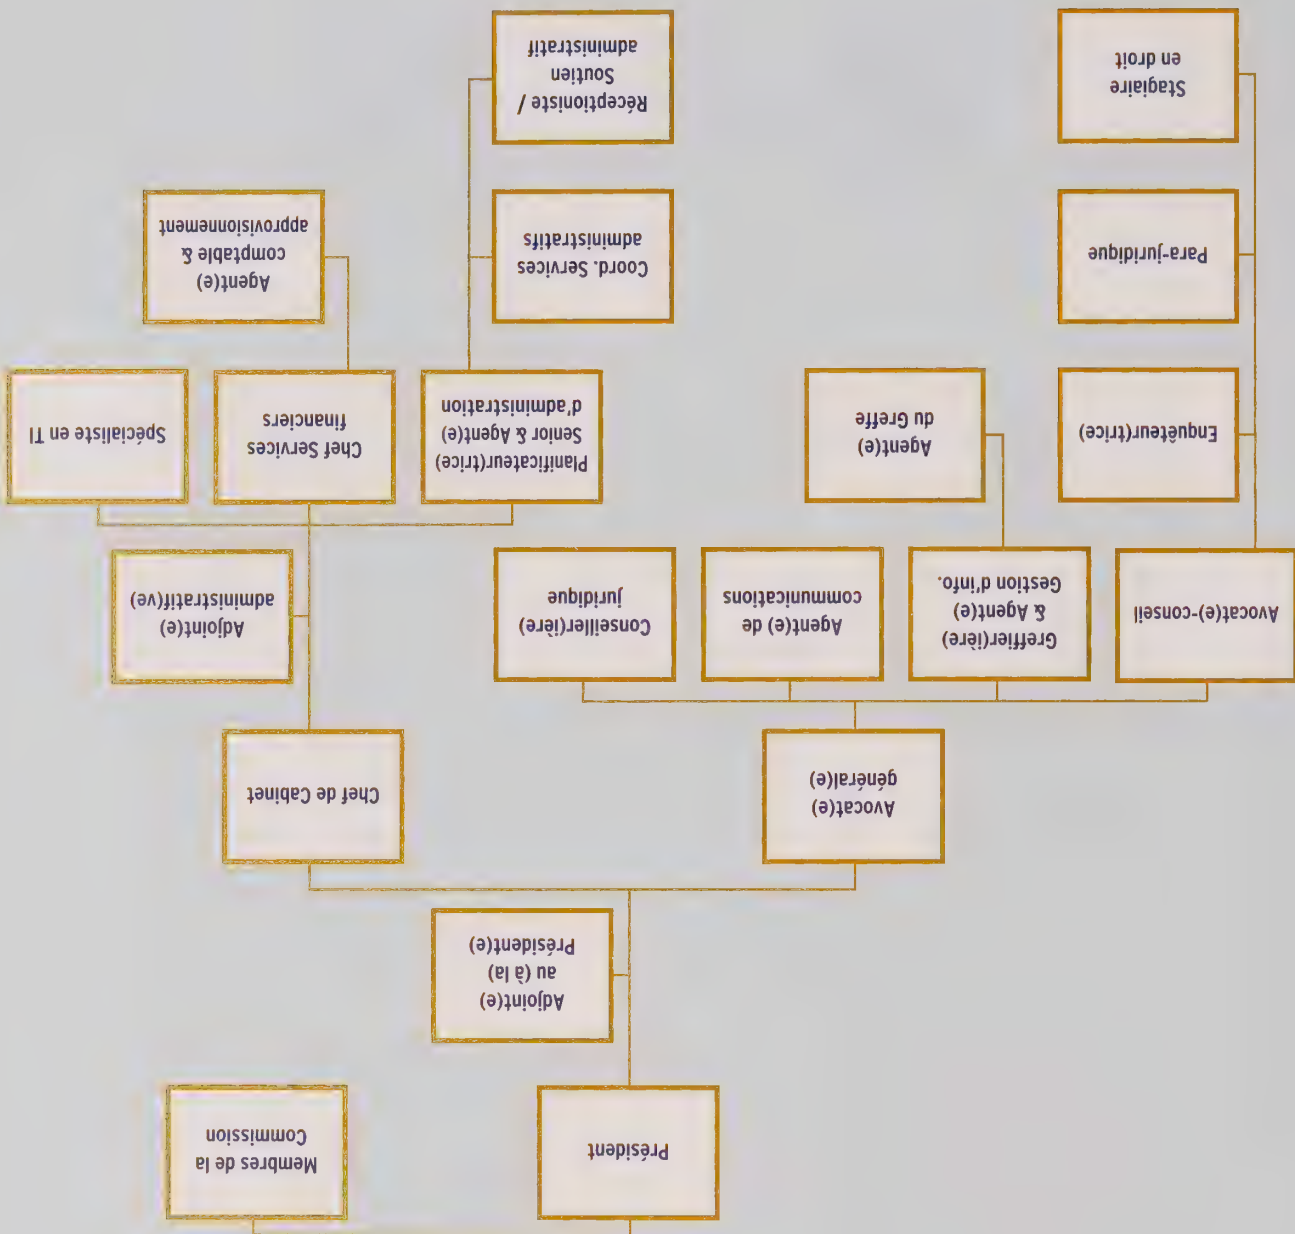 Président
Membres de la
Commission
Adjoint(e)
au (à la)
Président(e)
Avocat(e)
général(e)
Chef de Cabinet
Avocat(e)-conseil
Greffier(ière)
& Agent(e)
Gestion d'info.
Agent(e) de
communications
Conseiller(ière)
juridique
Adjoint(e)
administratif(ve)
Enquêteur(trice)
Agent(e)
du Greffe
Planificateur(trice)
Senior & Agent(e)
d'administration
Chef Services
financiers
Spécialiste en TI
Para-juridique
Coord. Services
administratifs
Agent(e)
comptable &
approvisionnement
Stagiaire
en droit
Réceptioniste /
Soutien
administratif